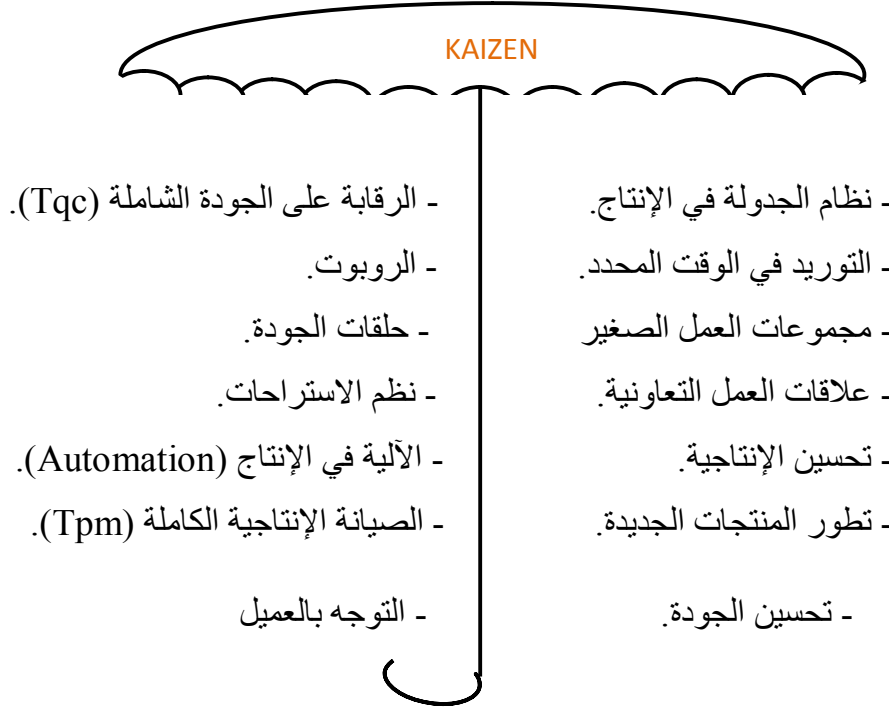 KAIZEN
- نظام الجدولة في الإنتاج.
- التوريد في الوقت المحدد.
- مجموعات العمل الصغير
- علاقات العمل التعاونية.
- تحسين الإنتاجية.
- تطور المنتجات الجديدة.
- تحسين الجودة.
- الرقابة على الجودة الشاملة (Tqc).
- الروبوت.
- حلقات الجودة.
- نظم الاستراحات.
- الآلية في الإنتاج (Automation).
- الصيانة الإنتاجية الكاملة (Tpm).
- التوجه بالعميل